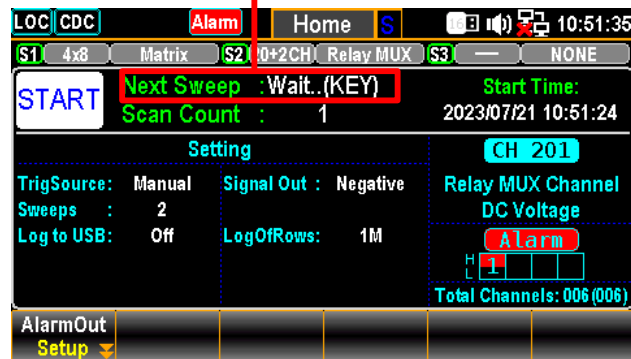 LOC CDC Alarm Home S 16 10:51:35
S1 4x8 Matrix S2 20+2CH Relay MUX S3 — NONE
START
Next Sweep :Wait..(KEY)
Scan Count : 1
Start Time:
2023/07/21 10:51:24
Setting
TrigSource: Manual Signal Out : Negative
Sweeps : 2
Log to USB: Off LogOfRows: 1M
CH 201
Relay MUX Channel
DC Voltage
Alarm
H 1
L
Total Channels: 006(006)
AlarmOut
Setup